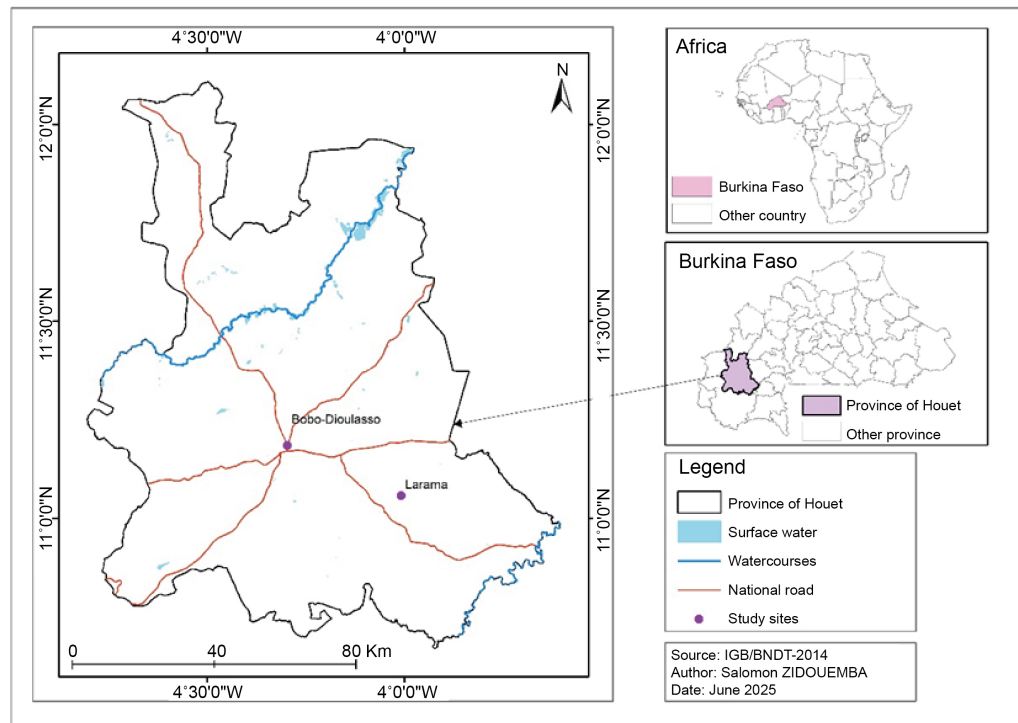 4°30'0"W
4°0'0"W
N
12°0'0"N
12°0'0"N
11°30'0"N
11°30'0"N
Bobo-Dioulasso
Larama
11°0'0"N
11°0'0"N
0
40
80 Km
4°30'0"W
4°0'0"W
Africa
Burkina Faso
Other country
Burkina Faso
Province of Houet
Other province
Legend
Province of Houet
Surface water
Watercourses
National road
Study sites
Source: IGB/BNDT-2014
Author: Salomon ZIDOUEMBA
Date: June 2025